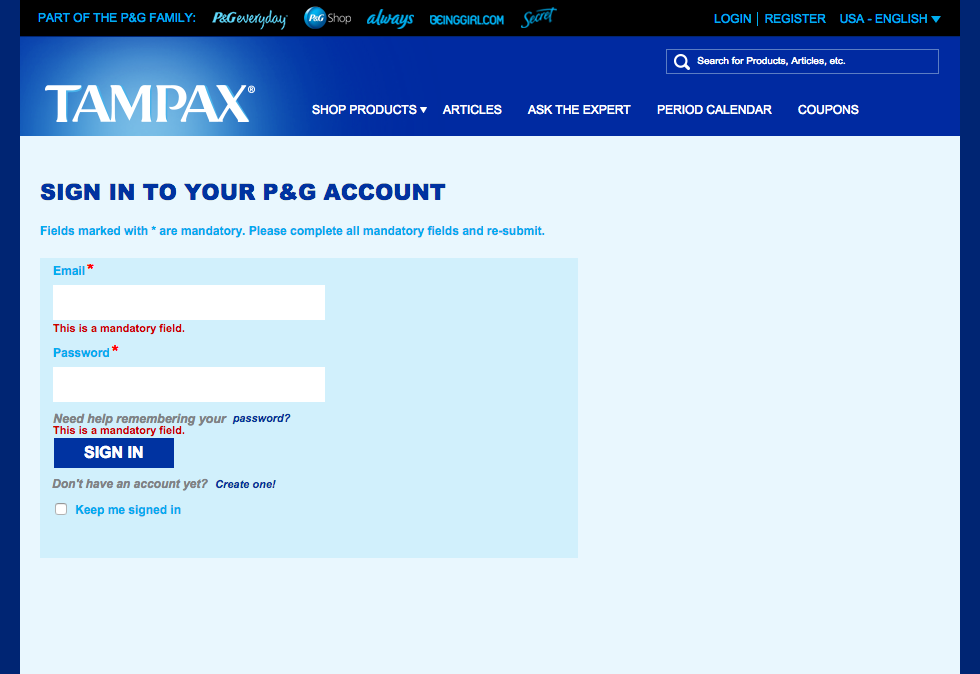 PART OF THE P&G FAMILY: P&G everyday P&G Shop always BEINGGIRL.COM Secret LOGIN REGISTER USA - ENGLISH
Search for Products, Articles, etc.
TAMPAX®
SHOP PRODUCTS ARTICLES ASK THE EXPERT PERIOD CALENDAR COUPONS
SIGN IN TO YOUR P&G ACCOUNT
Fields marked with * are mandatory. Please complete all mandatory fields and re-submit.
Email*
This is a mandatory field.
Password*
Need help remembering your password?
This is a mandatory field.
SIGN IN
Don't have an account yet? Create one!
Keep me signed in